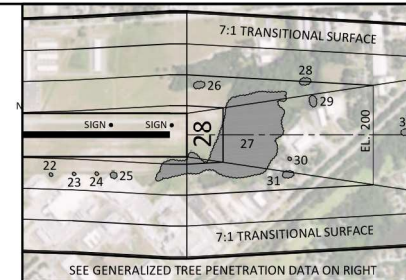 7:1 TRANSITIONAL SURFACE
28
26
29
N
SIGN SIGN
28
EL. 200
3
27
22
23 24 25
30
31
7:1 TRANSITIONAL SURFACE
SEE GENERALIZED TREE PENETRATION DATA ON RIGHT